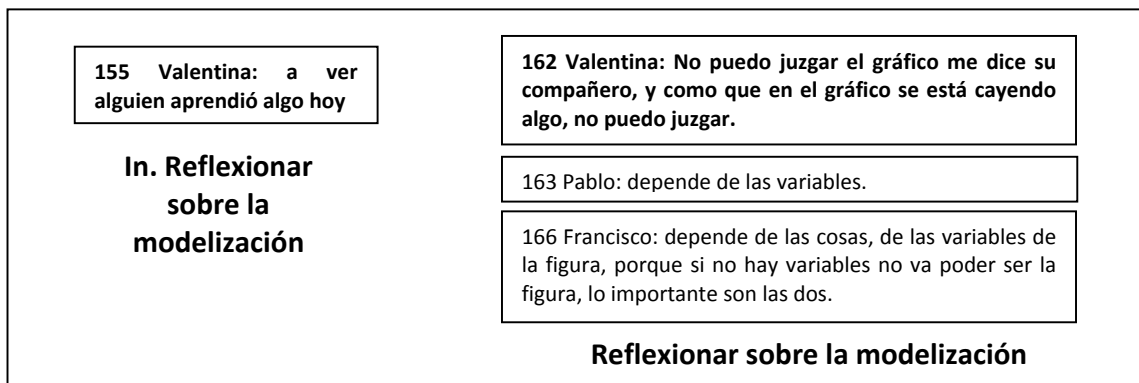 155 Valentina: a ver
alguien aprendió algo hoy
In. Reflexionar
sobre la
modelización
162 Valentina: No puedo juzgar el gráfico me dice su
compañero, y como que en el gráfico se está cayendo
algo, no puedo juzgar.
163 Pablo: depende de las variables.
166 Francisco: depende de las cosas, de las variables de
la figura, porque si no hay variables no va poder ser la
figura, lo importante son las dos.
Reflexionar sobre la modelización